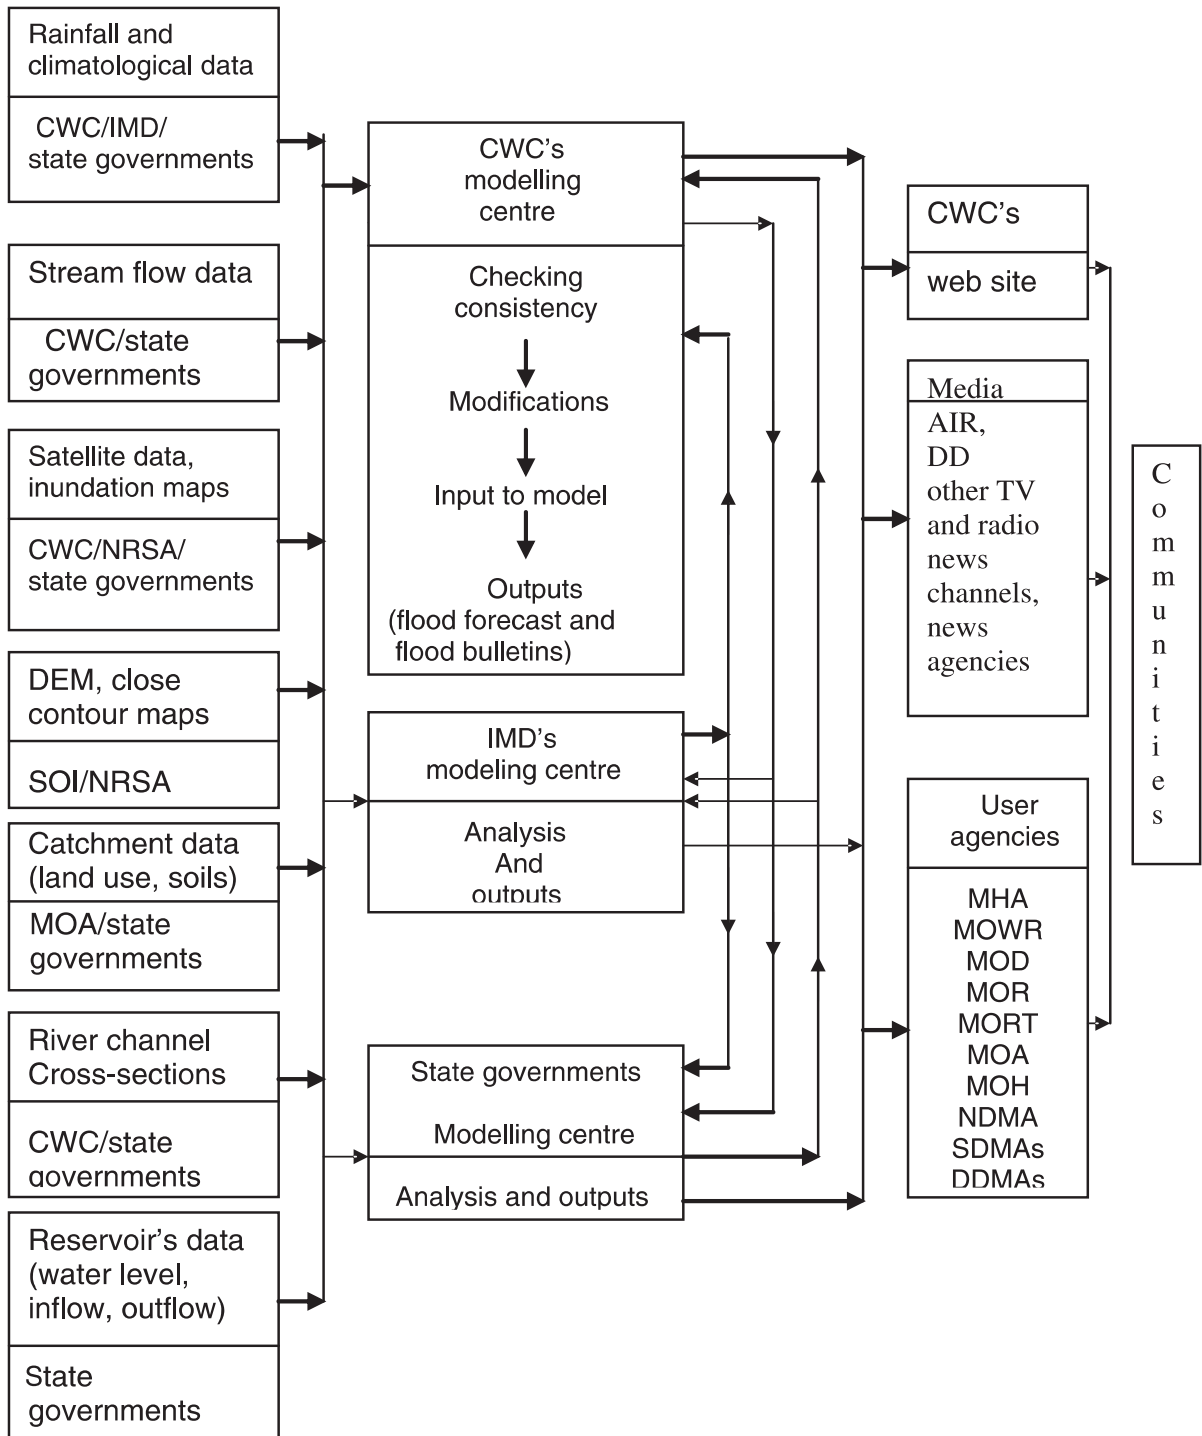 Rainfall and
climatological data
CWC/IMD/
state governments
Stream flow data
CWC/state
governments
Satellite data,
inundation maps
CWC/NRSA/
state governments
DEM, close
contour maps
SOI/NRSA
Catchment data
(land use, soils)
MOA/state
governments
River channel
Cross-sections
CWC/state
governments
Reservoir's data
(water level,
inflow, outflow)
State
governments
CWC's
modelling
centre
Checking
consistency
Modifications
Input to model
Outputs
(flood forecast and
flood bulletins)
IMD's
modeling centre
Analysis
And
outputs
State governments
Modelling centre
Analysis and outputs
CWC's
web site
Media
AIR,
DD
other TV
and radio
news
channels,
news
agencies
User
agencies
MHA
MOWR
MOD
MOR
MORT
MOA
MOH
NDMA
SDMAs
DDMAs
Communities